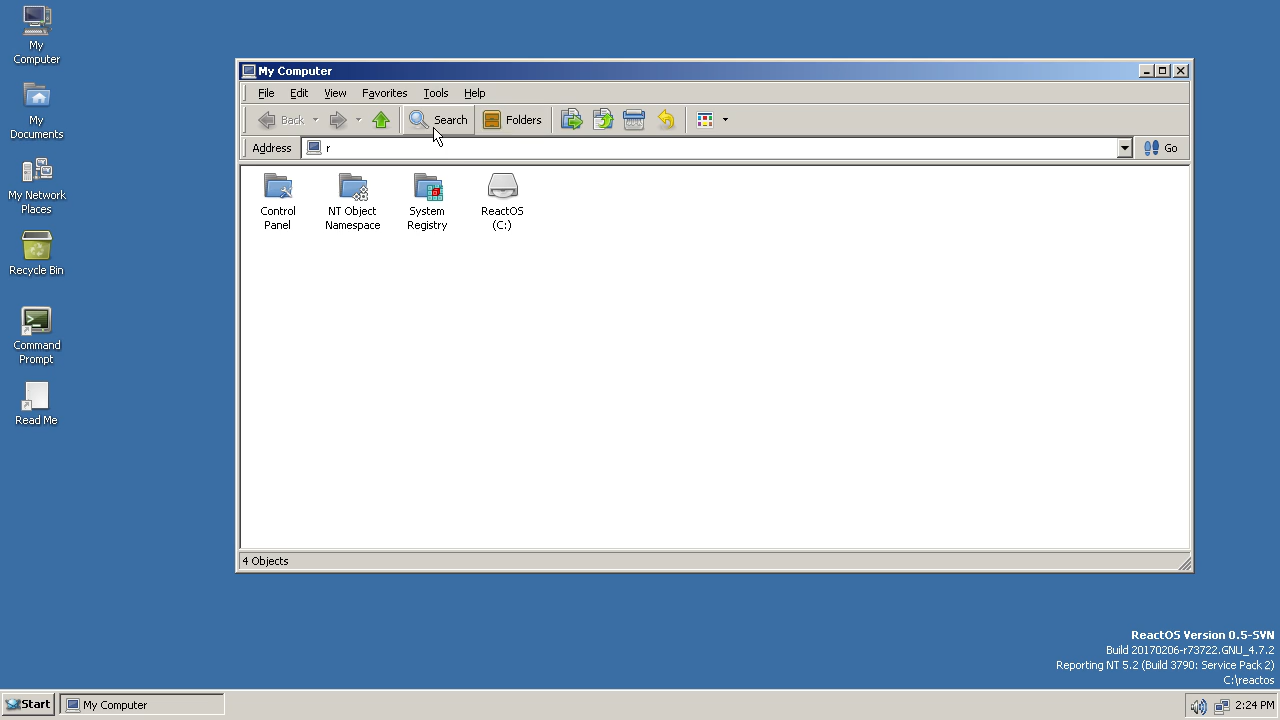 My
Computer
My
Documents
My Network
Places
Recycle Bin
Command
Prompt
Read Me
My Computer
File Edit View Favorites Tools Help
Back Search Folders
Address r Go
Control
Panel
NT Object
Namespace
System
Registry
ReactOS
(C:)
4 Objects
ReactOS Version 0.5-SVN
Build 20170206-r73722.GNU_4.7.2
Reporting NT 5.2 (Build 3790: Service Pack 2)
C:\reactos
Start My Computer 2:24 PM